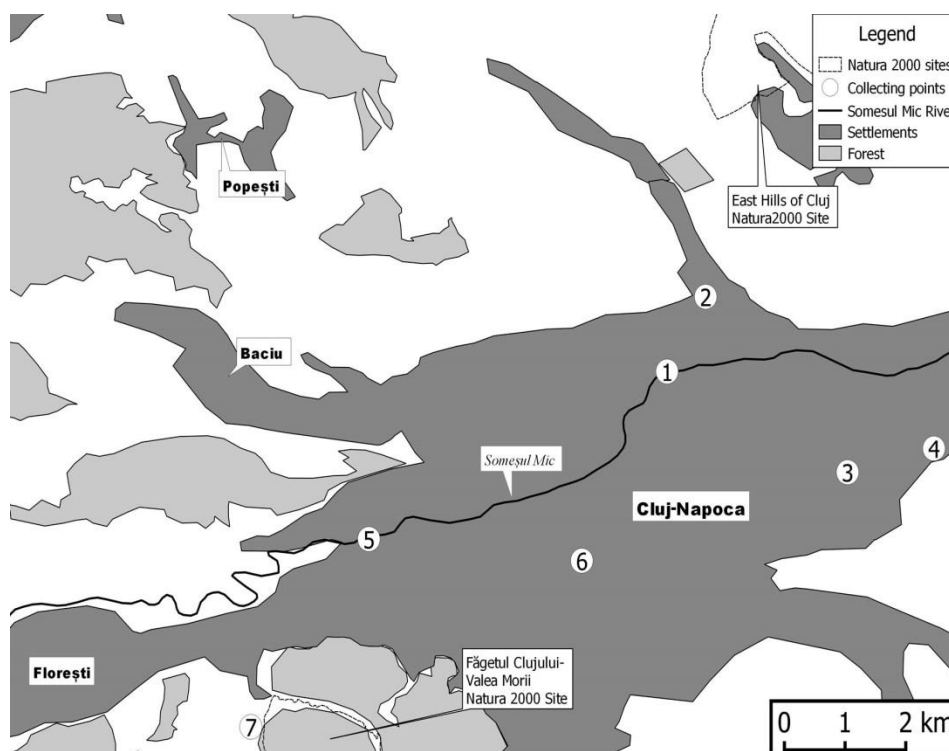 Legend
Natura 2000 sites
Collecting points
Somesul Mic River
Settlements
Forest
Popești
East Hills of Cluj
Natura2000 Site
2
Baciu
1
4
Someșul Mic
3
Cluj-Napoca
5
6
Florești
Făgetul Clujului-
Valea Morii
Natura 2000 Site
7
0 1 2 km